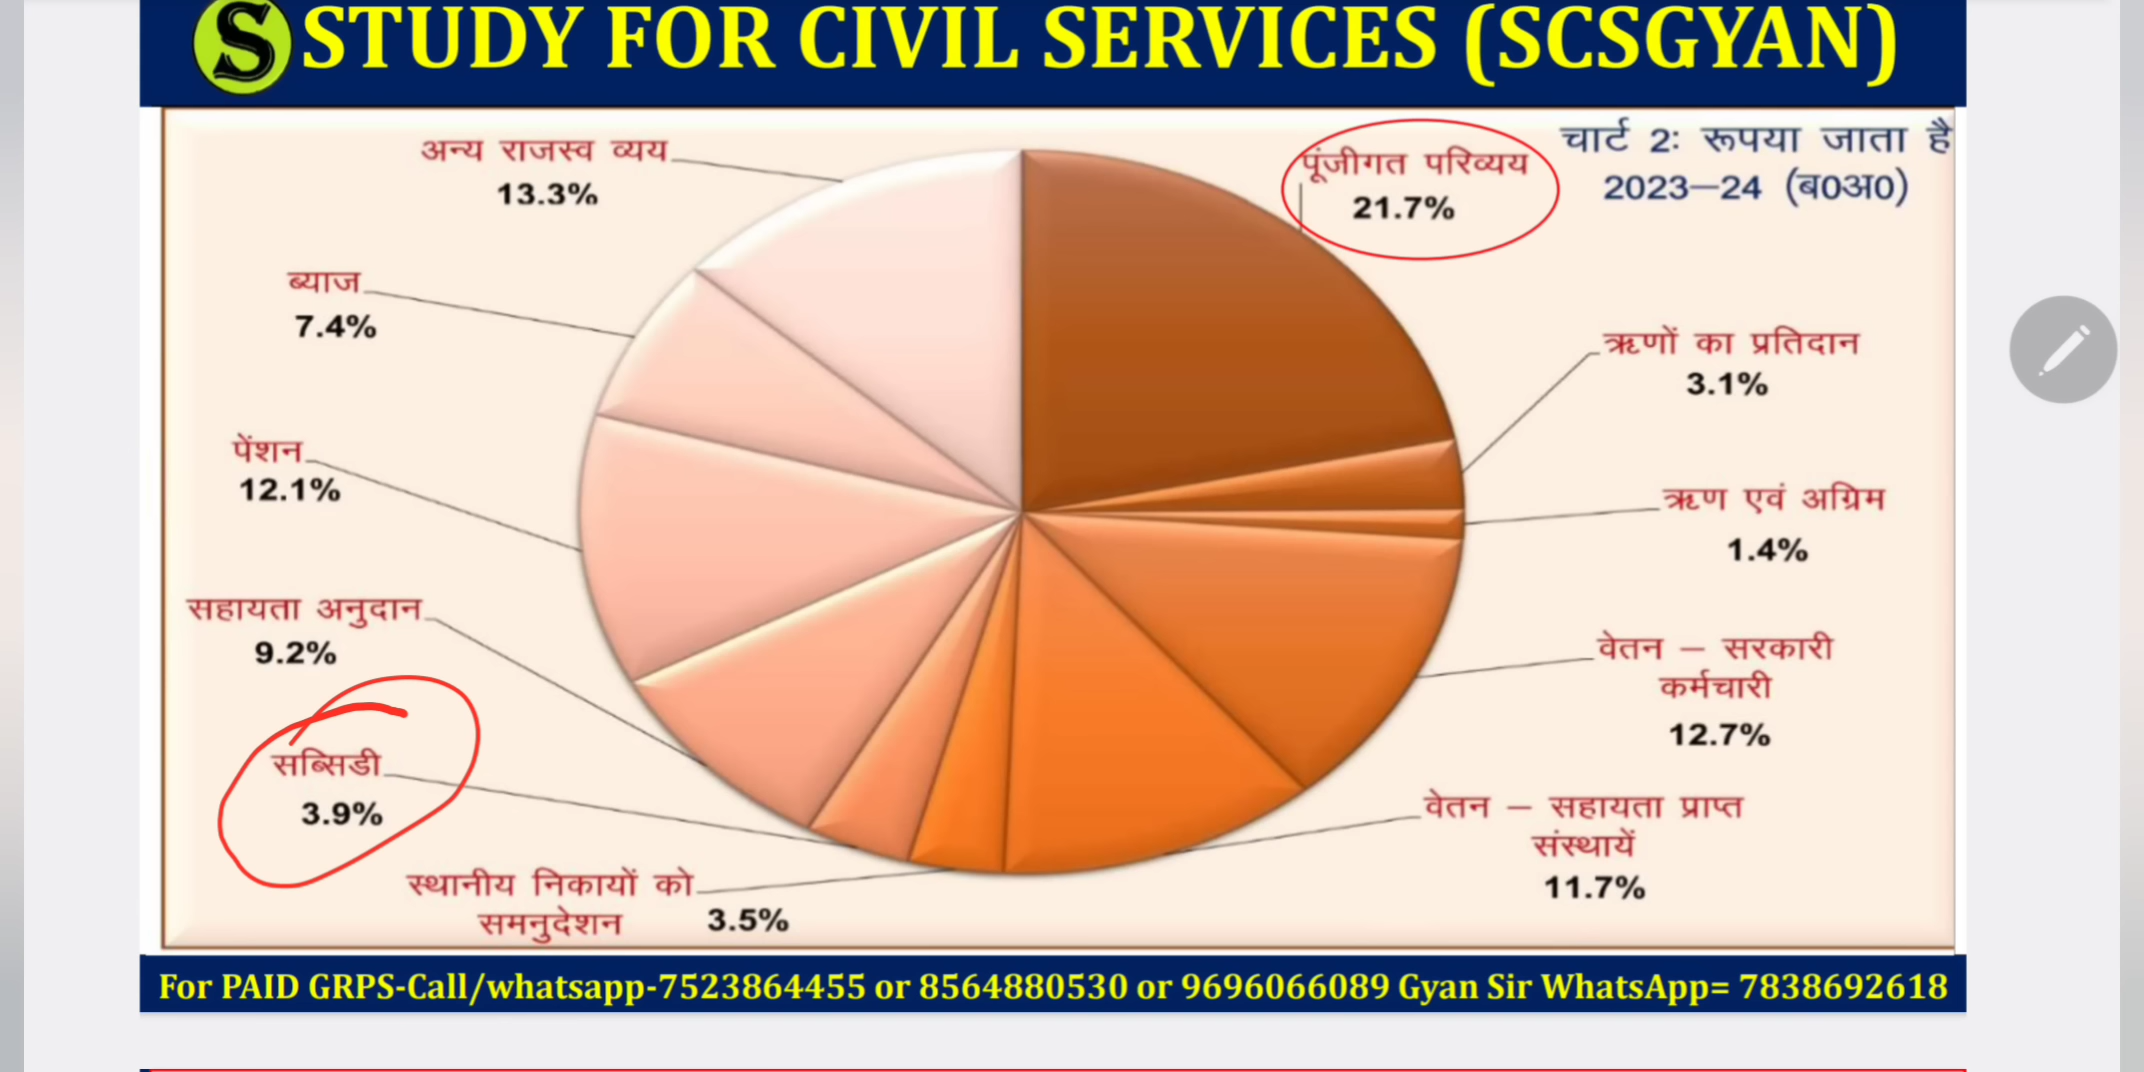 S STUDY FOR CIVIL SERVICES (SCSGYAN)
चार्ट 2: रूपया जाता है
2023–24 (ब0अ0)
पूंजीगत परिव्यय
21.7%
ऋणों का प्रतिदान
3.1%
ऋण एवं अग्रिम
1.4%
वेतन – सरकारी
कर्मचारी
12.7%
वेतन – सहायता प्राप्त
संस्थायें
11.7%
स्थानीय निकायों को
समनुदेशन 3.5%
सब्सिडी
3.9%
सहायता अनुदान
9.2%
पेंशन
12.1%
ब्याज
7.4%
अन्य राजस्व व्यय
13.3%
For PAID GRPS-Call/whatsapp-7523864455 or 8564880530 or 9696066089 Gyan Sir WhatsApp= 7838692618